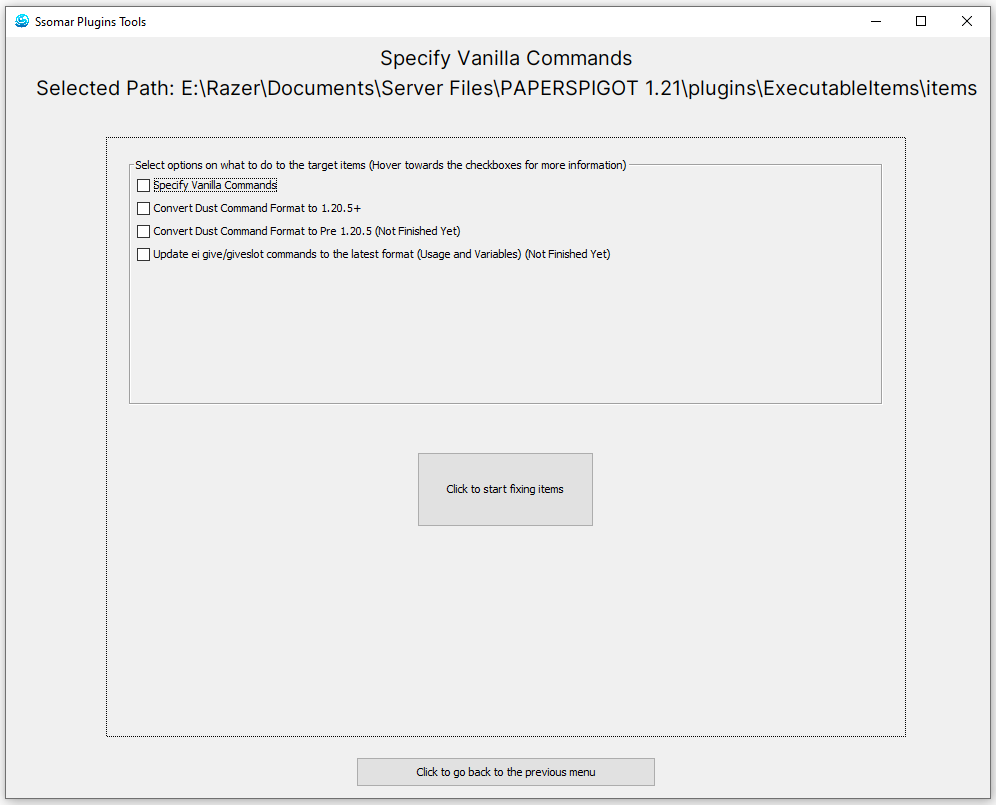 Ssomar Plugins Tools
Specify Vanilla Commands
Selected Path: E:\Razer\Documents\Server Files\PAPERSPIGOT 1.21\plugins\ExecutableItems\items
Select options on what to do to the target items (Hover towards the checkboxes for more information)
Specify Vanilla Commands
Convert Dust Command Format to 1.20.5+
Convert Dust Command Format to Pre 1.20.5 (Not Finished Yet)
Update ei give/giveslot commands to the latest format (Usage and Variables) (Not Finished Yet)
Click to start fixing items
Click to go back to the previous menu